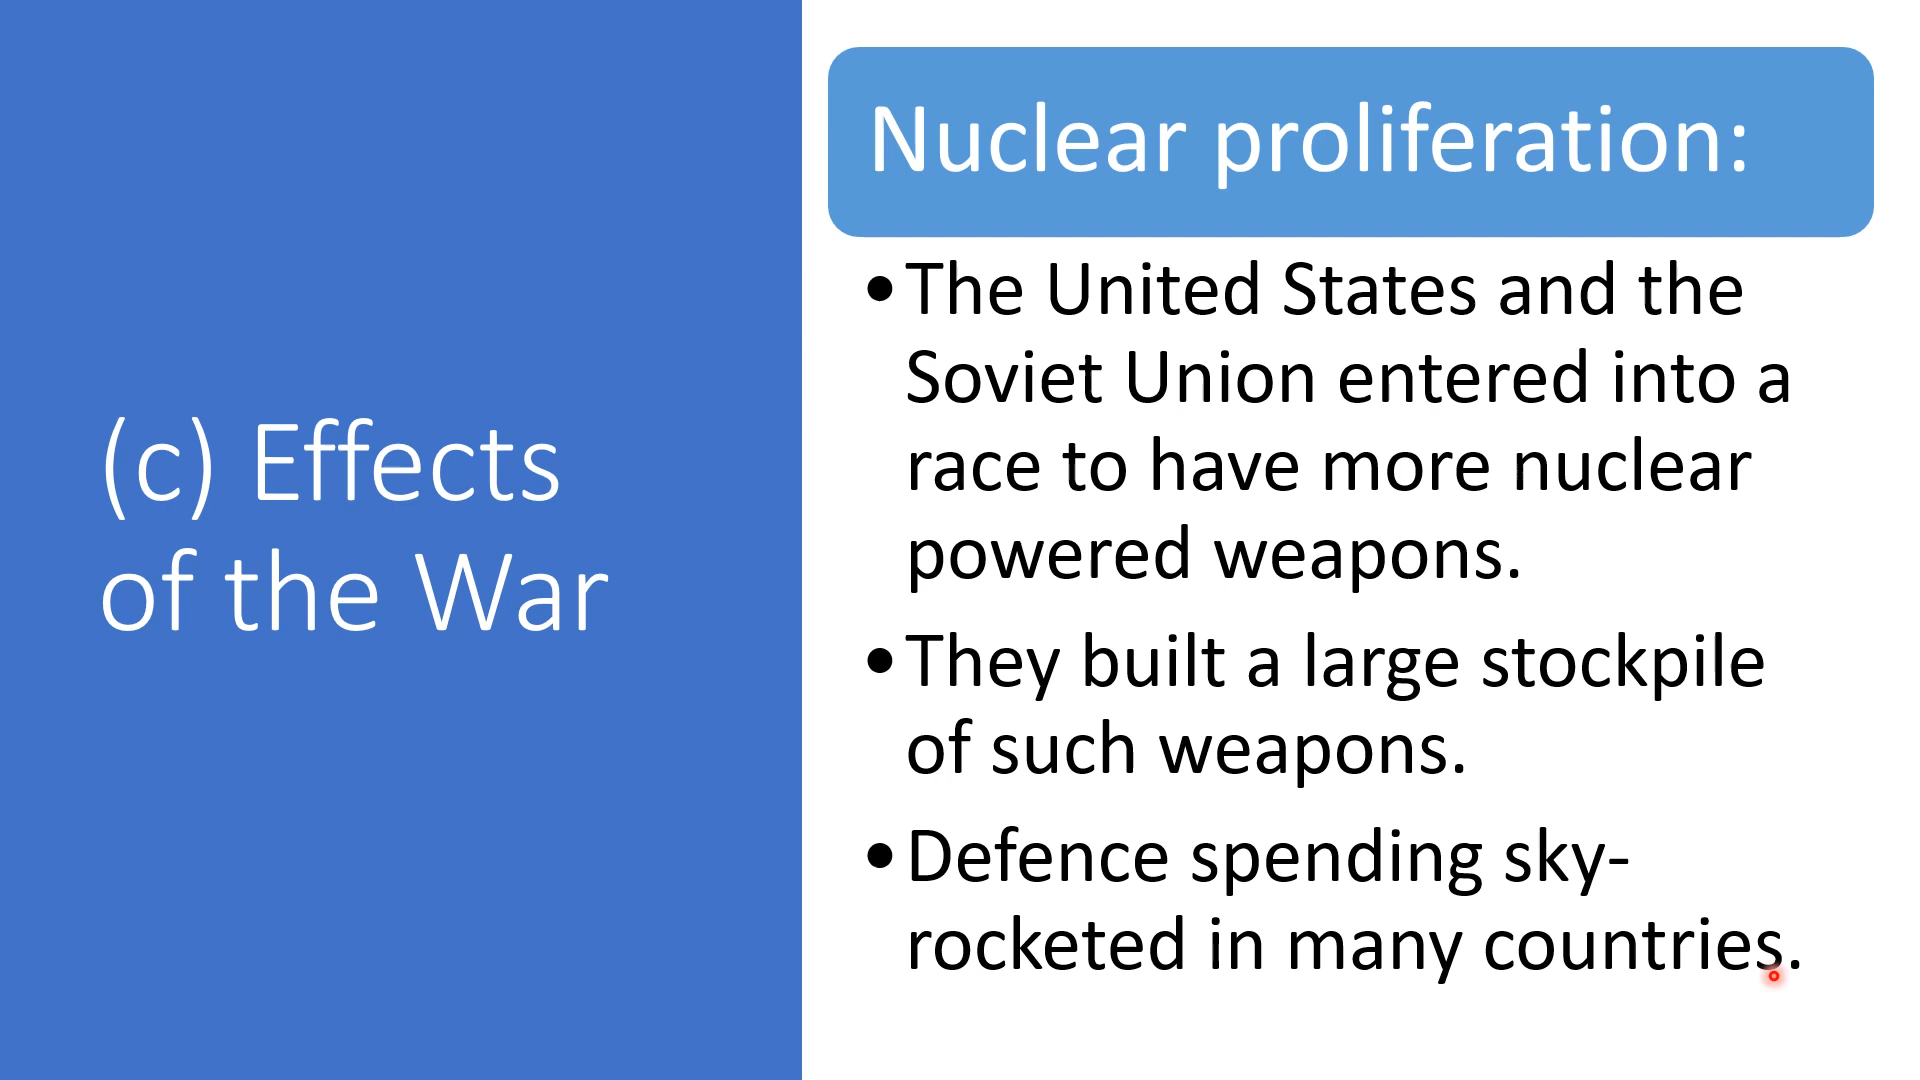 (c) Effects
of the War
Nuclear proliferation:
•The United States and the
Soviet Union entered into a
race to have more nuclear
powered weapons.
•They built a large stockpile
of such weapons.
•Defence spending sky-
rocketed in many countries.